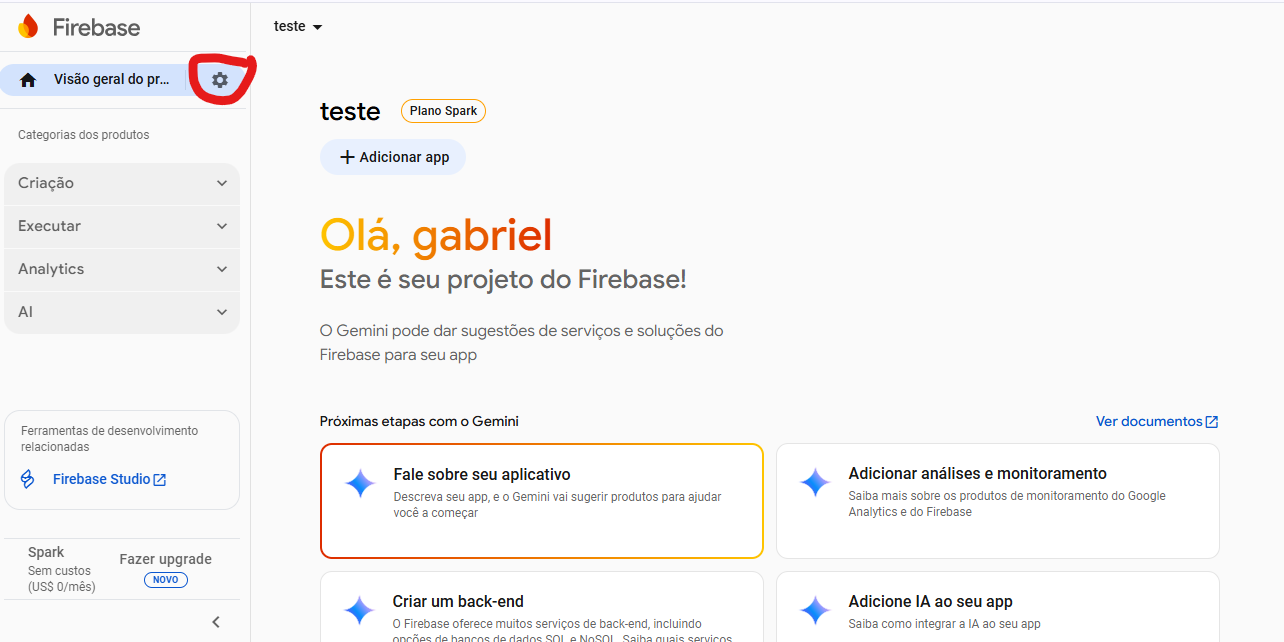 Firebase
teste
Visão geral do pr...
teste
Plano Spark
Adicionar app
Categorias dos produtos
Criação
Executar
Analytics
AI
Olá, gabriel
Este é seu projeto do Firebase!
O Gemini pode dar sugestões de serviços e soluções do
Firebase para seu app
Próximas etapas com o Gemini
Ver documentos
Ferramentas de desenvolvimento
relacionadas
Firebase Studio
Fale sobre seu aplicativo
Descreva seu app, e o Gemini vai sugerir produtos para ajudar
você a começar
Adicionar análises e monitoramento
Saiba mais sobre os produtos de monitoramento do Google
Analytics e do Firebase
Spark
Sem custos
(US$ 0/mês)
Fazer upgrade
NOVO
Criar um back-end
O Firebase oferece muitos serviços de back-end, incluindo
opções de bancos de dados SQL e NoSQL. Saiba quais serviços
Adicione IA ao seu app
Saiba como integrar a IA ao seu app